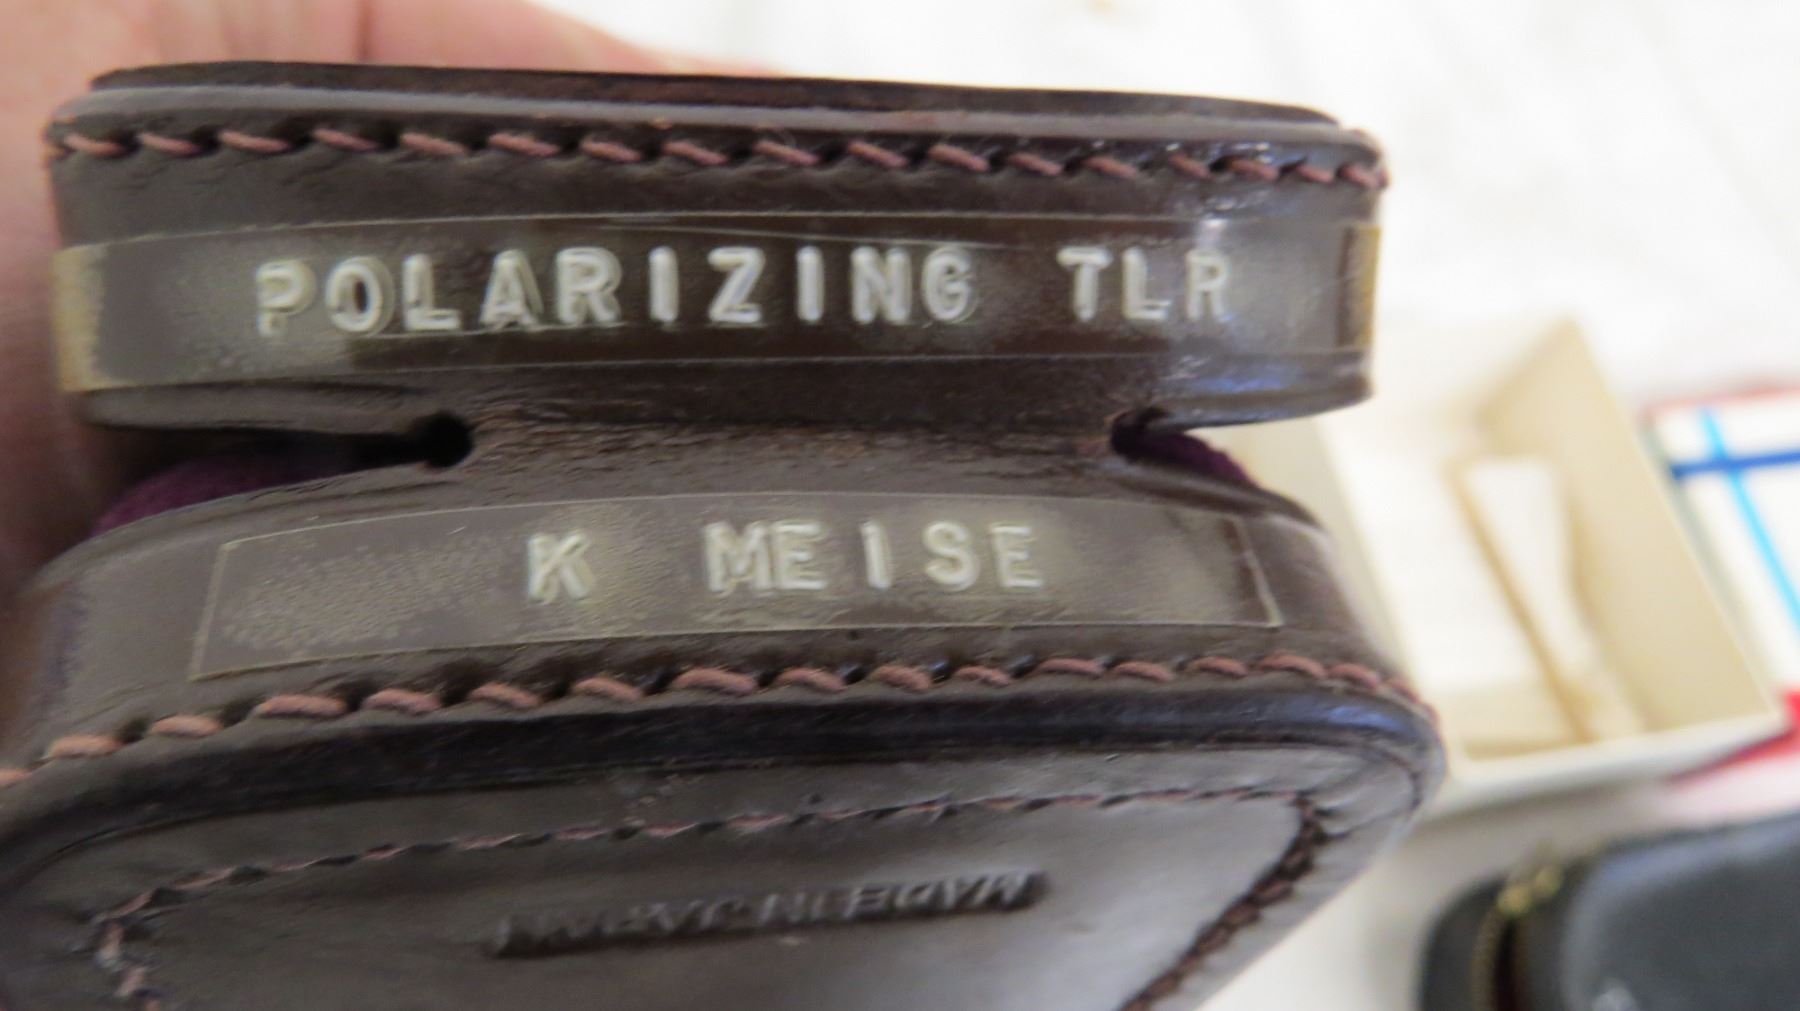 POLARIZING TLR
K MEISE
MADE IN JAPAN